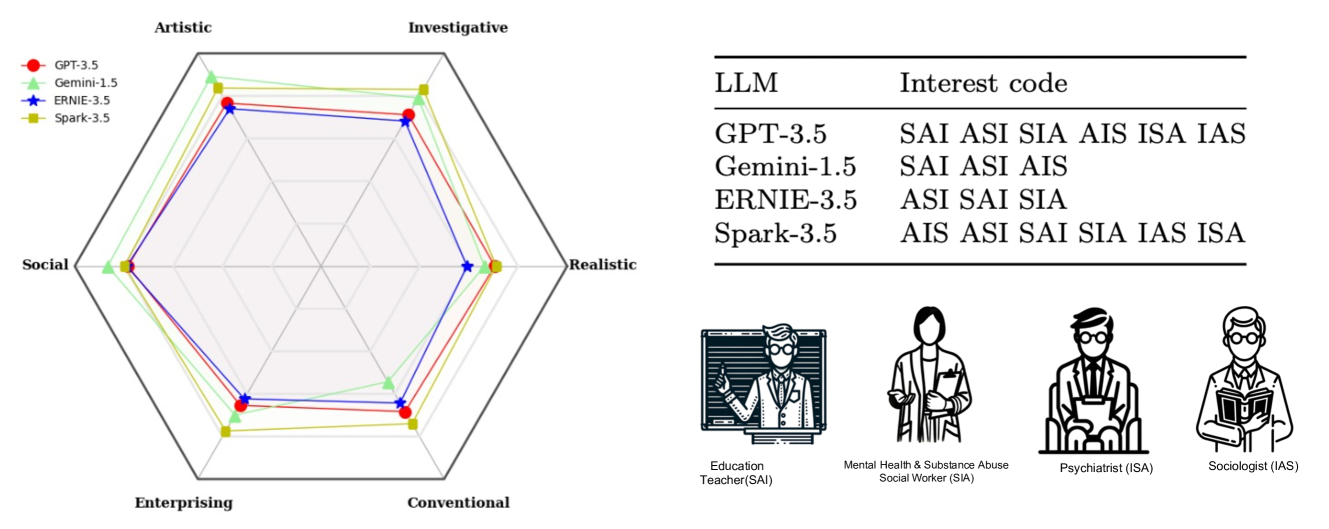 Artistic
Investigative
GPT-3.5
Gemini-1.5
ERNIE-3.5
Spark-3.5
Social
Realistic
Enterprising
Conventional
LLM Interest code
GPT-3.5 SAI ASI SIA AIS ISA IAS
Gemini-1.5 SAI ASI AIS
ERNIE-3.5 ASI SAI SIA
Spark-3.5 AIS ASI SAI SIA IAS ISA
Education
Teacher(SAI)
Mental Health & Substance Abuse
Social Worker (SIA)
Psychiatrist (ISA)
Sociologist (IAS)